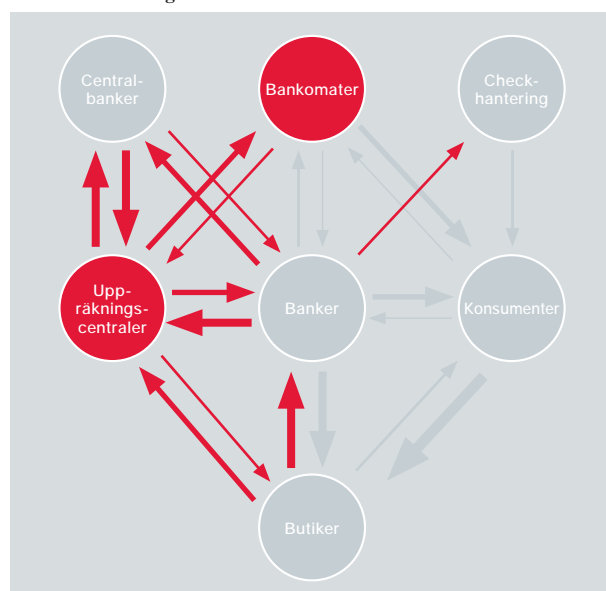 Central-
banker
Bankomater
Check-
hantering
Upp-
räknings-
centraler
Banker
Konsumenter
Butiker